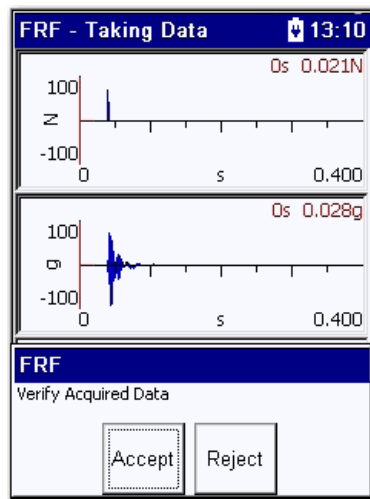 FRF - Taking Data 13:10
0s 0.021N
100
N
-100
0 s 0.400
0s 0.028g
100
g
-100
0 s 0.400
FRF
Verify Acquired Data
Accept Reject